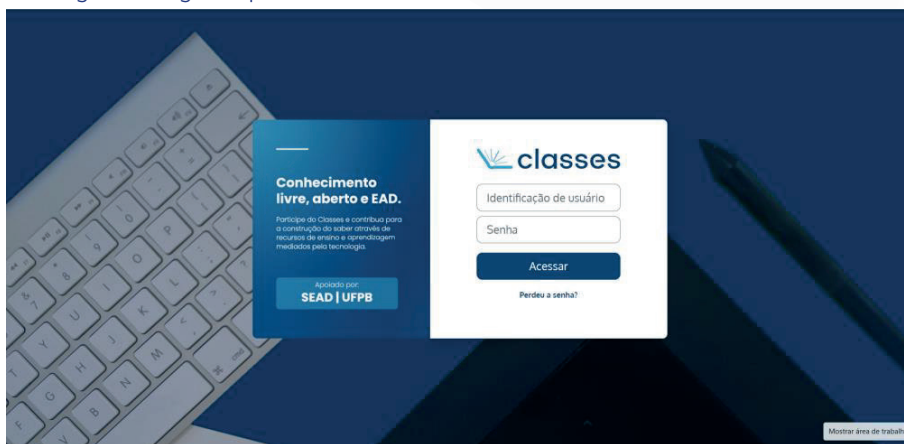 classes
Conhecimento
livre, aberto e EAD.
Participe do Classes e contribua para
a construção do saber através de
recursos de ensino e aprendizagem
mediados pela tecnologia.
Apoiado por:
SEAD | UFPB
Identificação de usuário
Senha
Acessar
Perdeu a senha?
Mostrar área de trabalh